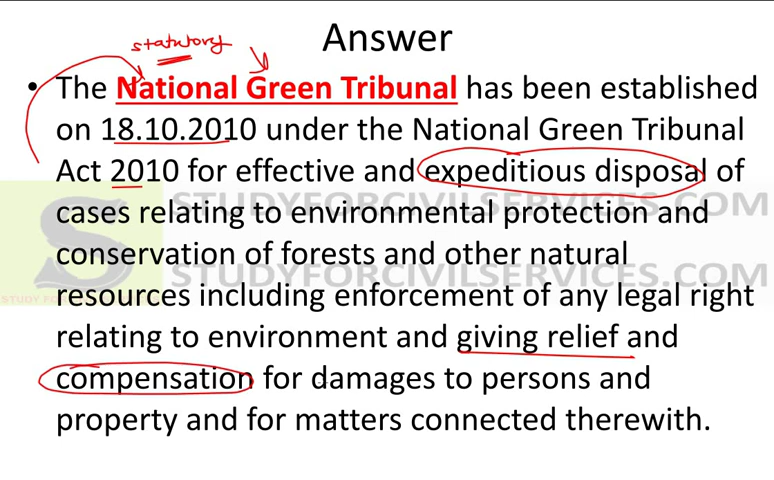 Answer
statutory
• The National Green Tribunal has been established
on 18.10.2010 under the National Green Tribunal
Act 2010 for effective and expeditious disposal of
STUDYFORCIVILSERVICES.COM
cases relating to environmental protection and
conservation of forests and other natural
STUDYFORCIVILSERVICES.COM
resources including enforcement of any legal right
relating to environment and giving relief and
compensation for damages to persons and
property and for matters connected therewith.